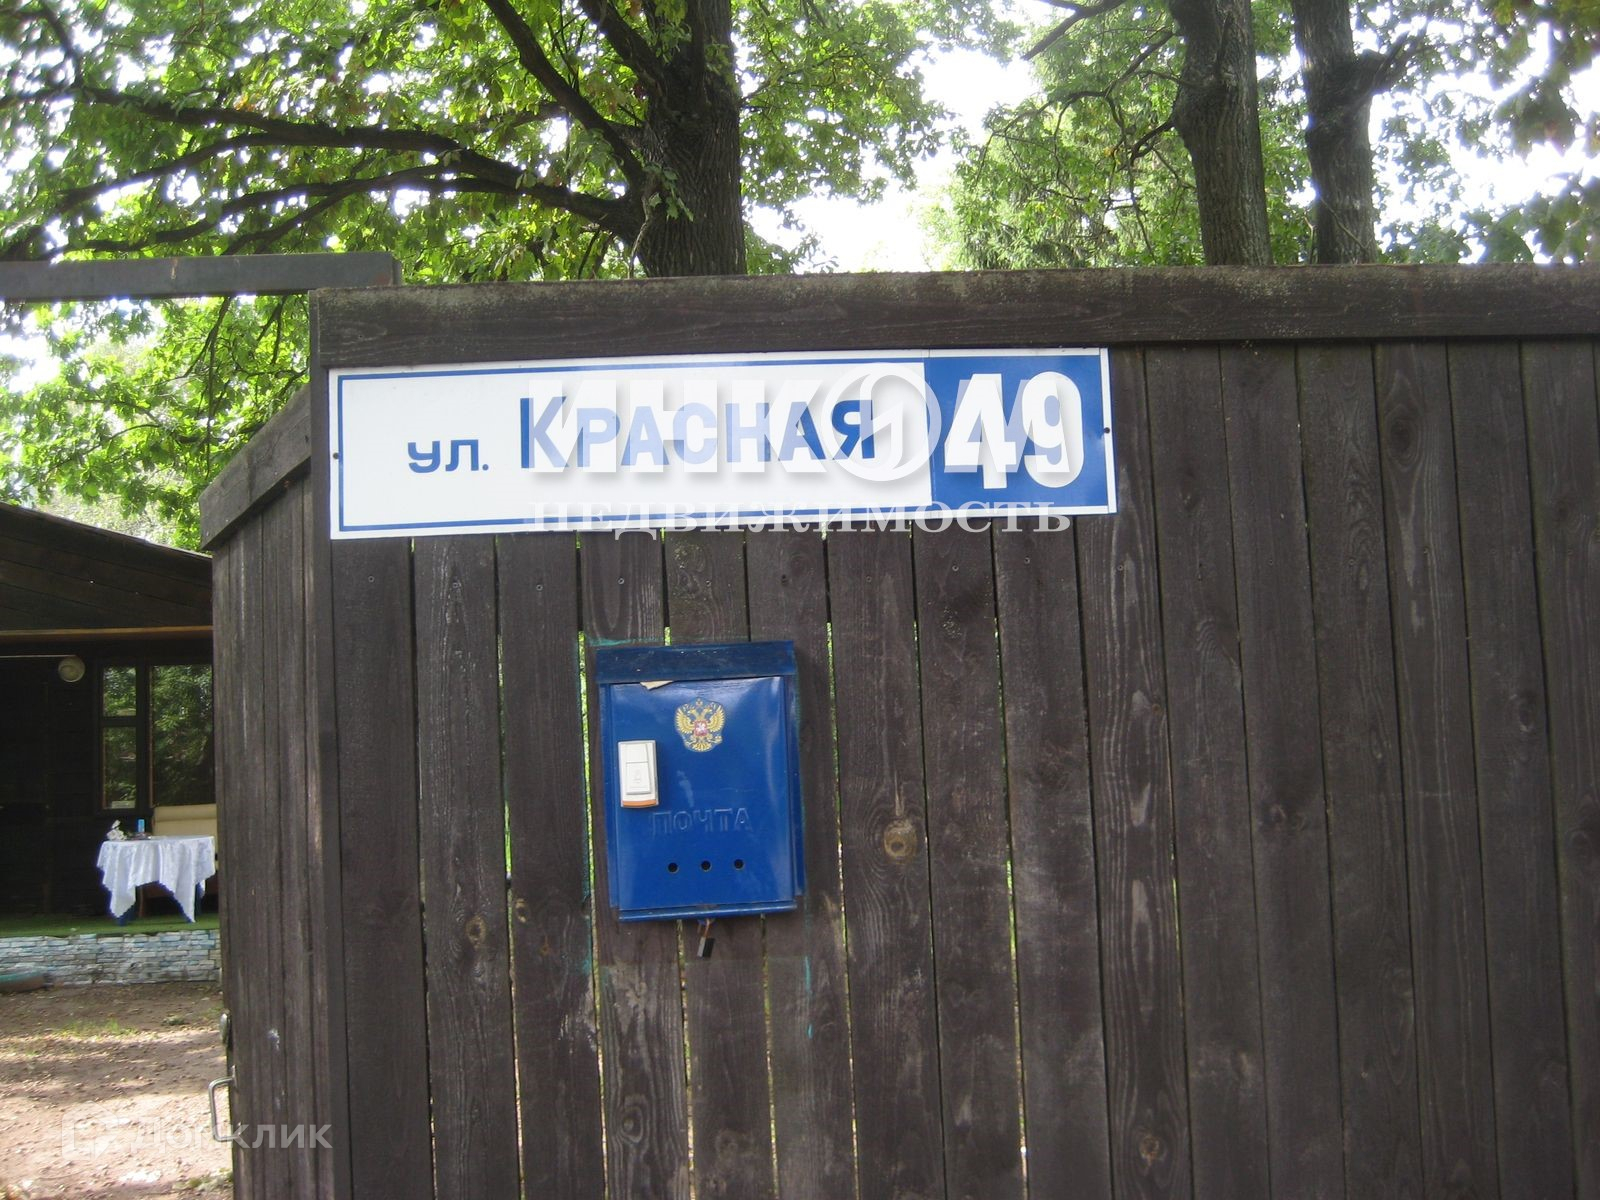 ул. Красная 49
ИНКОМ
недвижимость
ПОЧТА
Домклик